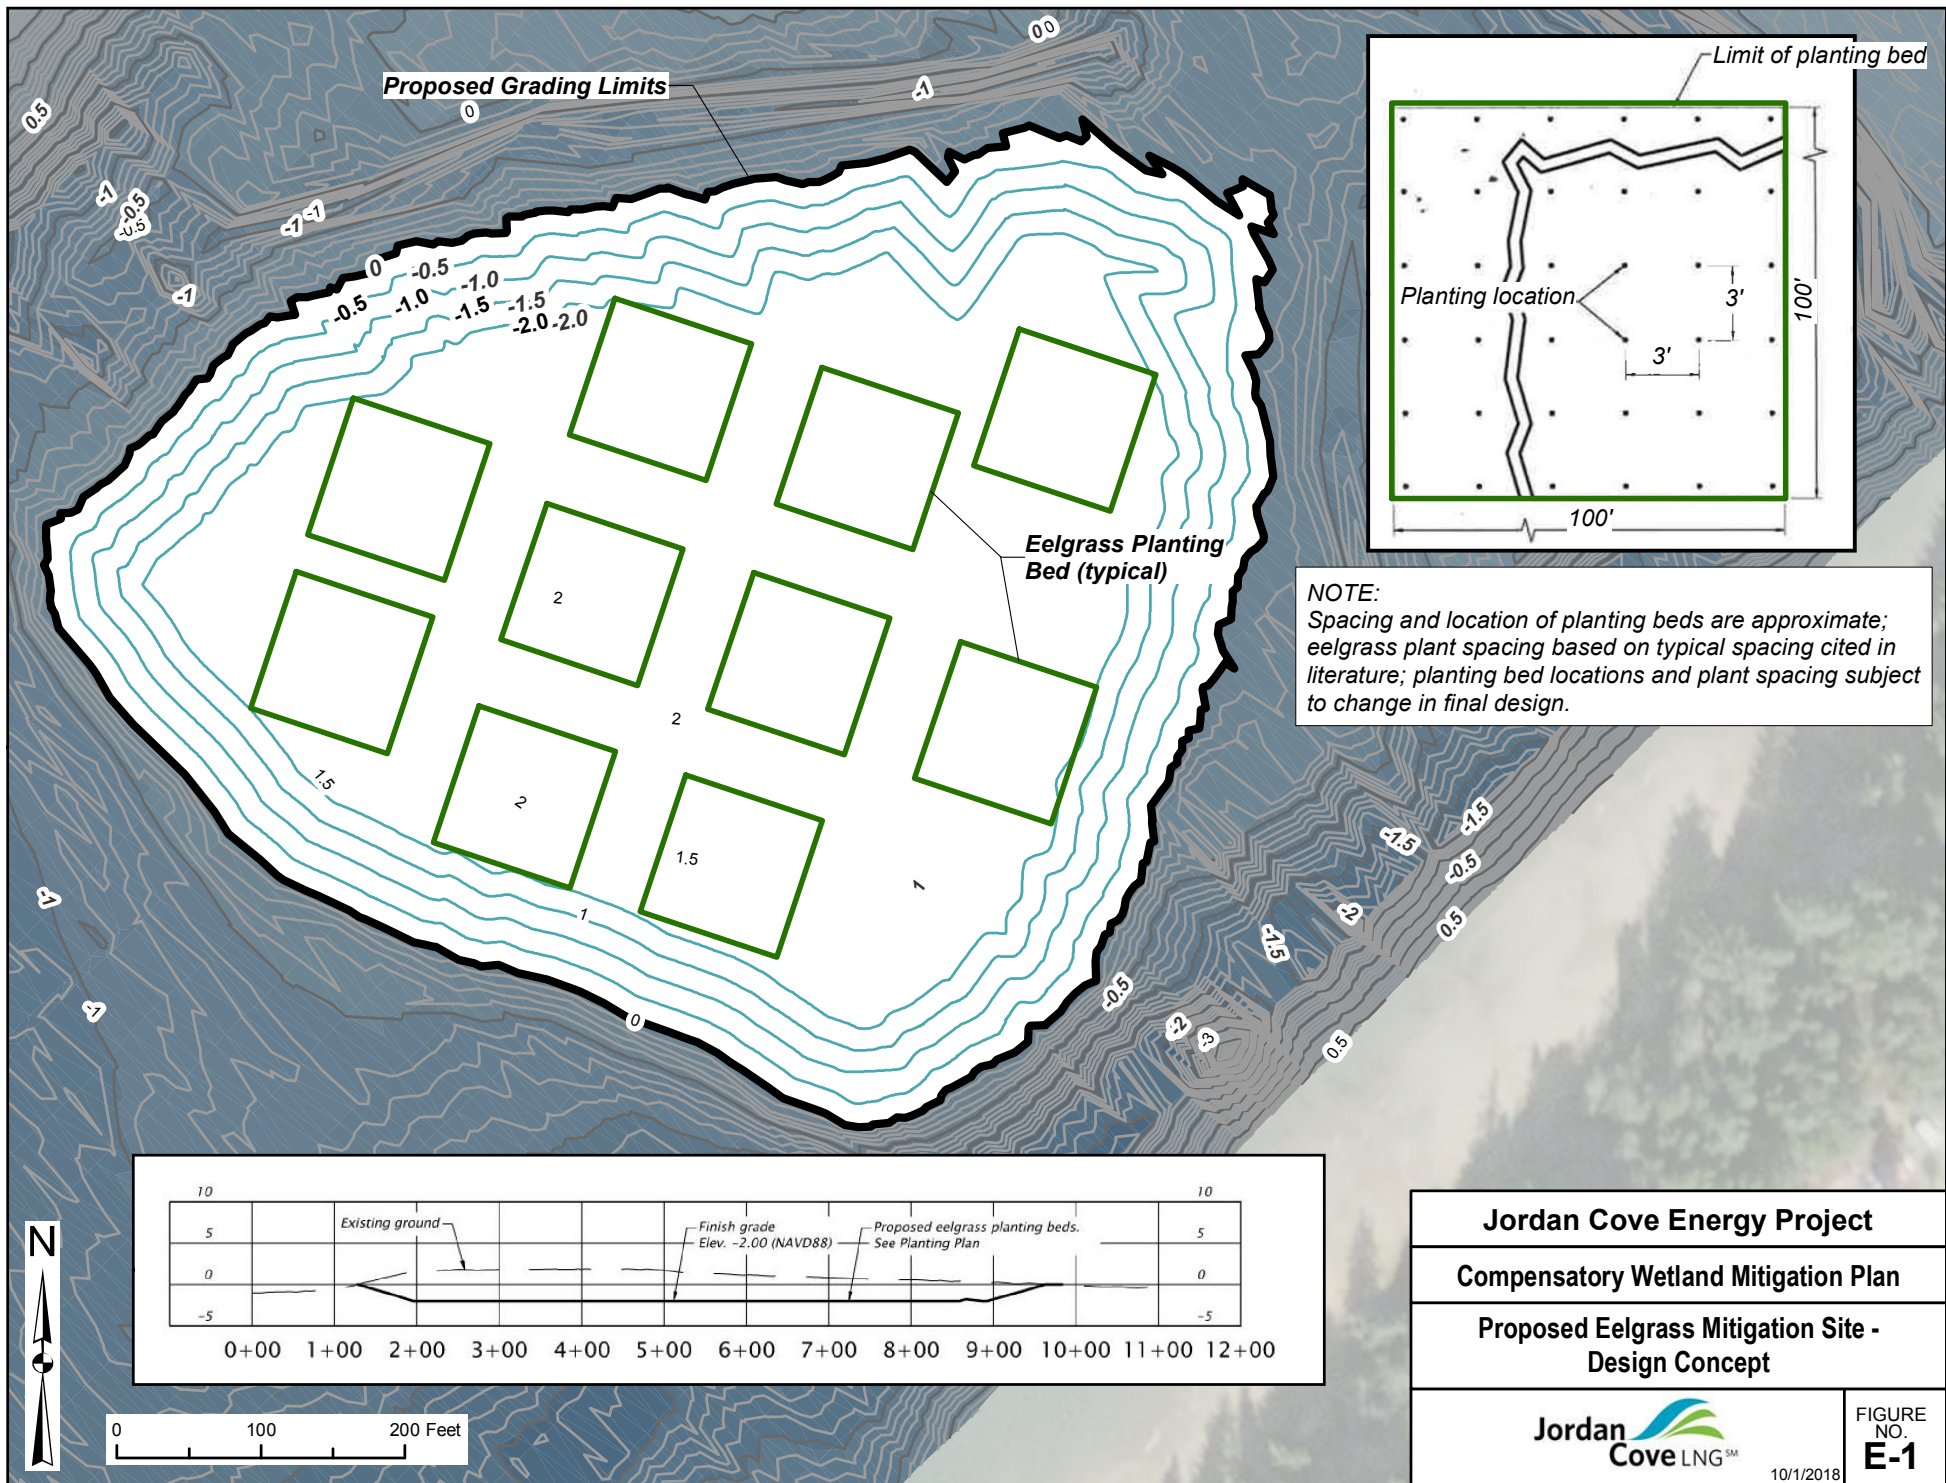 Proposed Grading Limits
0
0
0
-1
0.5
-1
-0.5
-0.5
-1
-1
-1
0
-0.5
-1.0
-1.5
-2.0
-0.5
-1.0
-1.5
-2.0
Limit of planting bed
Planting location
3'
3'
100'
100'
Eelgrass Planting
Bed (typical)
NOTE:
Spacing and location of planting beds are approximate;
eelgrass plant spacing based on typical spacing cited in
literature; planting bed locations and plant spacing subject
to change in final design.
2
2
1.5
2
1.5
1
1
0
-1
-1
-1.5
-1.5
-0.5
-2
0.5
-1.5
-0.5
-2
-3
0.5
10
5
0
-5
Existing ground
Finish grade
Elev. -2.00 (NAVD88)
Proposed eelgrass planting beds.
See Planting Plan
10
5
0
-5
0+00 1+00 2+00 3+00 4+00 5+00 6+00 7+00 8+00 9+00 10+00 11+00 12+00
N
0 100 200 Feet
Jordan Cove Energy Project
Compensatory Wetland Mitigation Plan
Proposed Eelgrass Mitigation Site -
Design Concept
Jordan
Cove LNG SM
10/1/2018
FIGURE
NO.
E-1